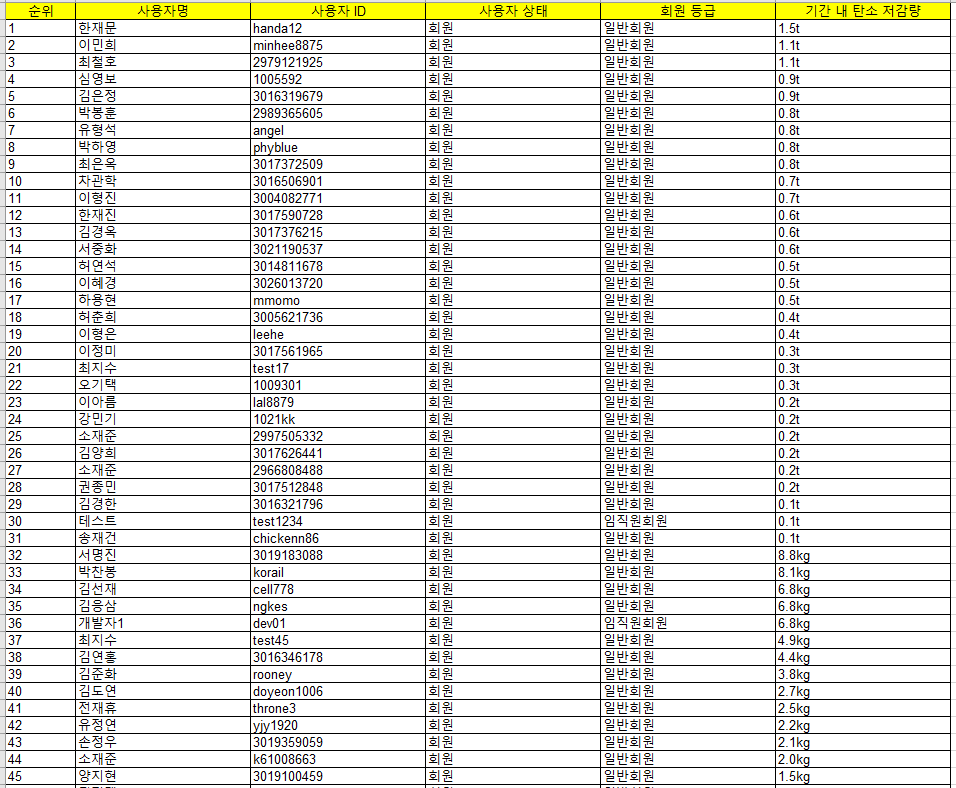 순위 사용자명 사용자 ID 사용자 상태 회원 등급 기간 내 탄소 저감량
1 한재문 handa12 회원 일반회원 1.5t
2 이민희 minhee8875 회원 일반회원 1.1t
3 최철호 2979121925 회원 일반회원 1.1t
4 심영보 1005592 회원 일반회원 0.9t
5 김은정 3016319679 회원 일반회원 0.9t
6 박봉훈 2989365605 회원 일반회원 0.8t
7 유형석 angel 회원 일반회원 0.8t
8 박하영 phyblue 회원 일반회원 0.8t
9 최은옥 3017372509 회원 일반회원 0.8t
10 차관학 3016506901 회원 일반회원 0.7t
11 이형진 3004082771 회원 일반회원 0.7t
12 한재진 3017590728 회원 일반회원 0.6t
13 김경옥 3017376215 회원 일반회원 0.6t
14 서중화 3021190537 회원 일반회원 0.6t
15 허연석 3014811678 회원 일반회원 0.5t
16 이혜경 3026013720 회원 일반회원 0.5t
17 하용현 mmomo 회원 일반회원 0.5t
18 허준희 3005621736 회원 일반회원 0.4t
19 이형은 leehe 회원 일반회원 0.4t
20 이정미 3017561965 회원 일반회원 0.3t
21 최지수 test17 회원 일반회원 0.3t
22 오기택 1009301 회원 일반회원 0.3t
23 이아름 lal8879 회원 일반회원 0.2t
24 강민기 1021kk 회원 일반회원 0.2t
25 소재준 2997505332 회원 일반회원 0.2t
26 김양희 3017626441 회원 일반회원 0.2t
27 소재준 2966808488 회원 일반회원 0.2t
28 권종민 3017512848 회원 일반회원 0.2t
29 김경한 3016321796 회원 일반회원 0.1t
30 테스트 test1234 회원 임직원회원 0.1t
31 송재건 chickenn86 회원 일반회원 0.1t
32 서명진 3019183088 회원 일반회원 8.8kg
33 박찬봉 korail 회원 일반회원 8.1kg
34 김선재 cell778 회원 일반회원 6.8kg
35 김응삼 ngkes 회원 일반회원 6.8kg
36 개발자1 dev01 회원 임직원회원 6.8kg
37 최지수 test45 회원 일반회원 4.9kg
38 김연홍 3016346178 회원 일반회원 4.4kg
39 김준화 rooney 회원 일반회원 3.8kg
40 김도연 doyeon1006 회원 일반회원 2.7kg
41 전재휴 throne3 회원 일반회원 2.5kg
42 유정연 yjy1920 회원 일반회원 2.2kg
43 손정우 3019359059 회원 일반회원 2.1kg
44 소재준 k61008663 회원 일반회원 2.0kg
45 양지현 3019100459 회원 일반회원 1.5kg